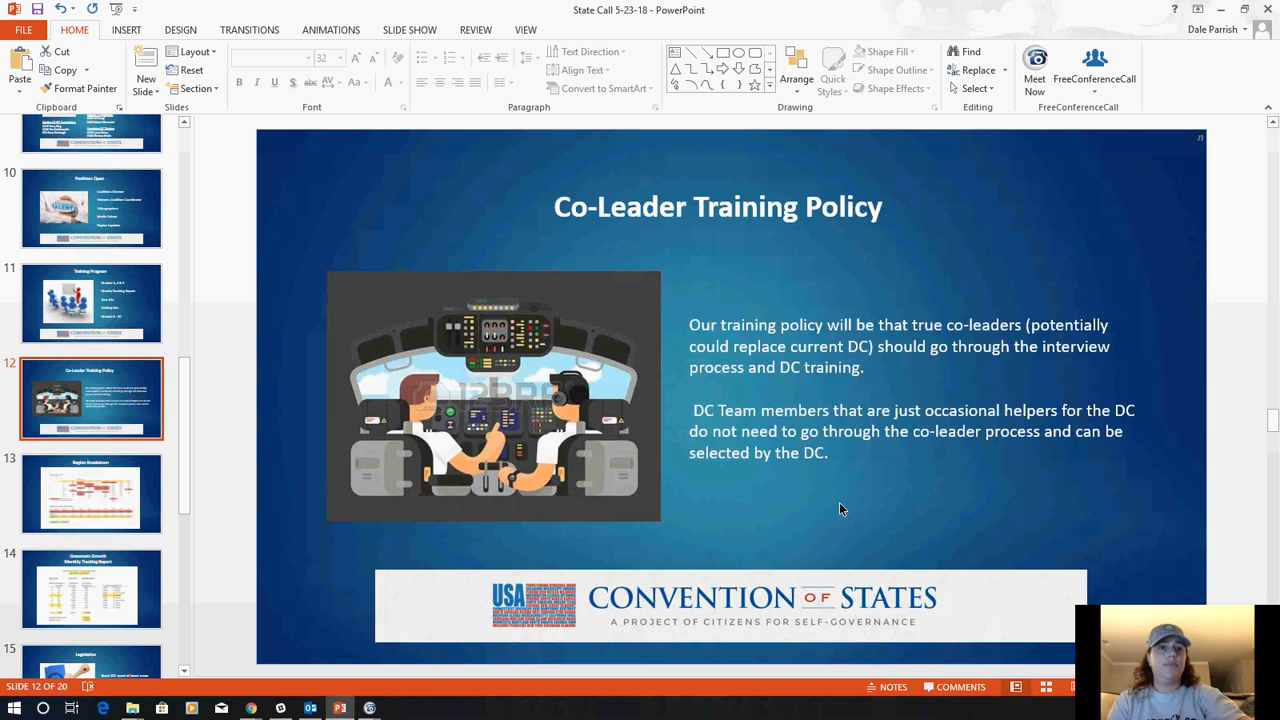 State Call 5-23-18 - PowerPoint
FILE HOME INSERT DESIGN TRANSITIONS ANIMATIONS SLIDE SHOW REVIEW VIEW
Dale Parrish
Paste
Cut
Copy
Format Painter
Clipboard
New Slide
Layout
Reset
Section
Slides
32
Font
Text Direction
Align Text
Convert to SmartArt
Paragraph
Arrange
Quick Styles
Shape Fill
Shape Outline
Shape Effects
Drawing
Find
Replace
Select
Editing
Meet Now
FreeConferenceCall
FreeConferenceCall
10
Positions Open
11
Training Program
12
Co-Leader Training Policy
13
Region Breakdown
14
Grassroots Growth
Monthly Tracking Report
15
Legislative
Co-Leader Training Policy
Our training policy will be that true co-leaders (potentially
could replace current DC) should go through the interview
process and DC training.
DC Team members that are just occasional helpers for the DC
do not need to go through the co-leader process and can be
selected by the DC.
USA CONVENTION OF STATES
A PROJECT OF CITIZENS FOR SELF-GOVERNANCE
SLIDE 12 OF 20
NOTES
COMMENTS